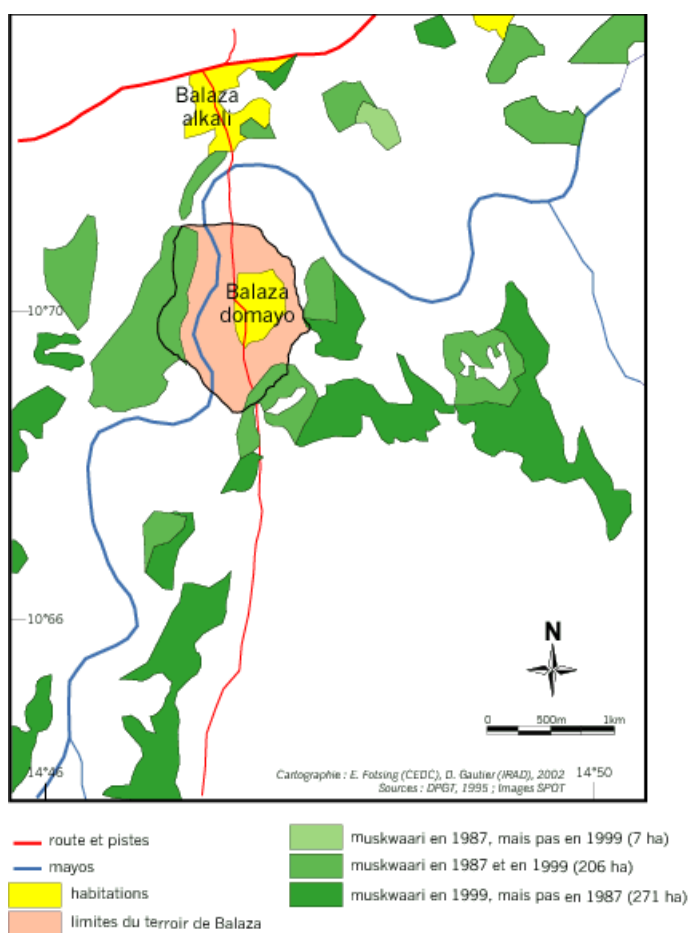 Balaza
alkali
Balaza
domayo
10°70
10°66
N
0 500m 1km
Cartographie : E. Fotsing (CEDC), D. Gautier (IRAD), 2002
Sources : DPGT, 1995 ; Images SPOT
14°46
14°50
route et pistes
mayos
habitations
limites du terroir de Balaza
muskwaari en 1987, mais pas en 1999 (7 ha)
muskwaari en 1987 et en 1999 (206 ha)
muskwaari en 1999, mais pas en 1987 (271 ha)